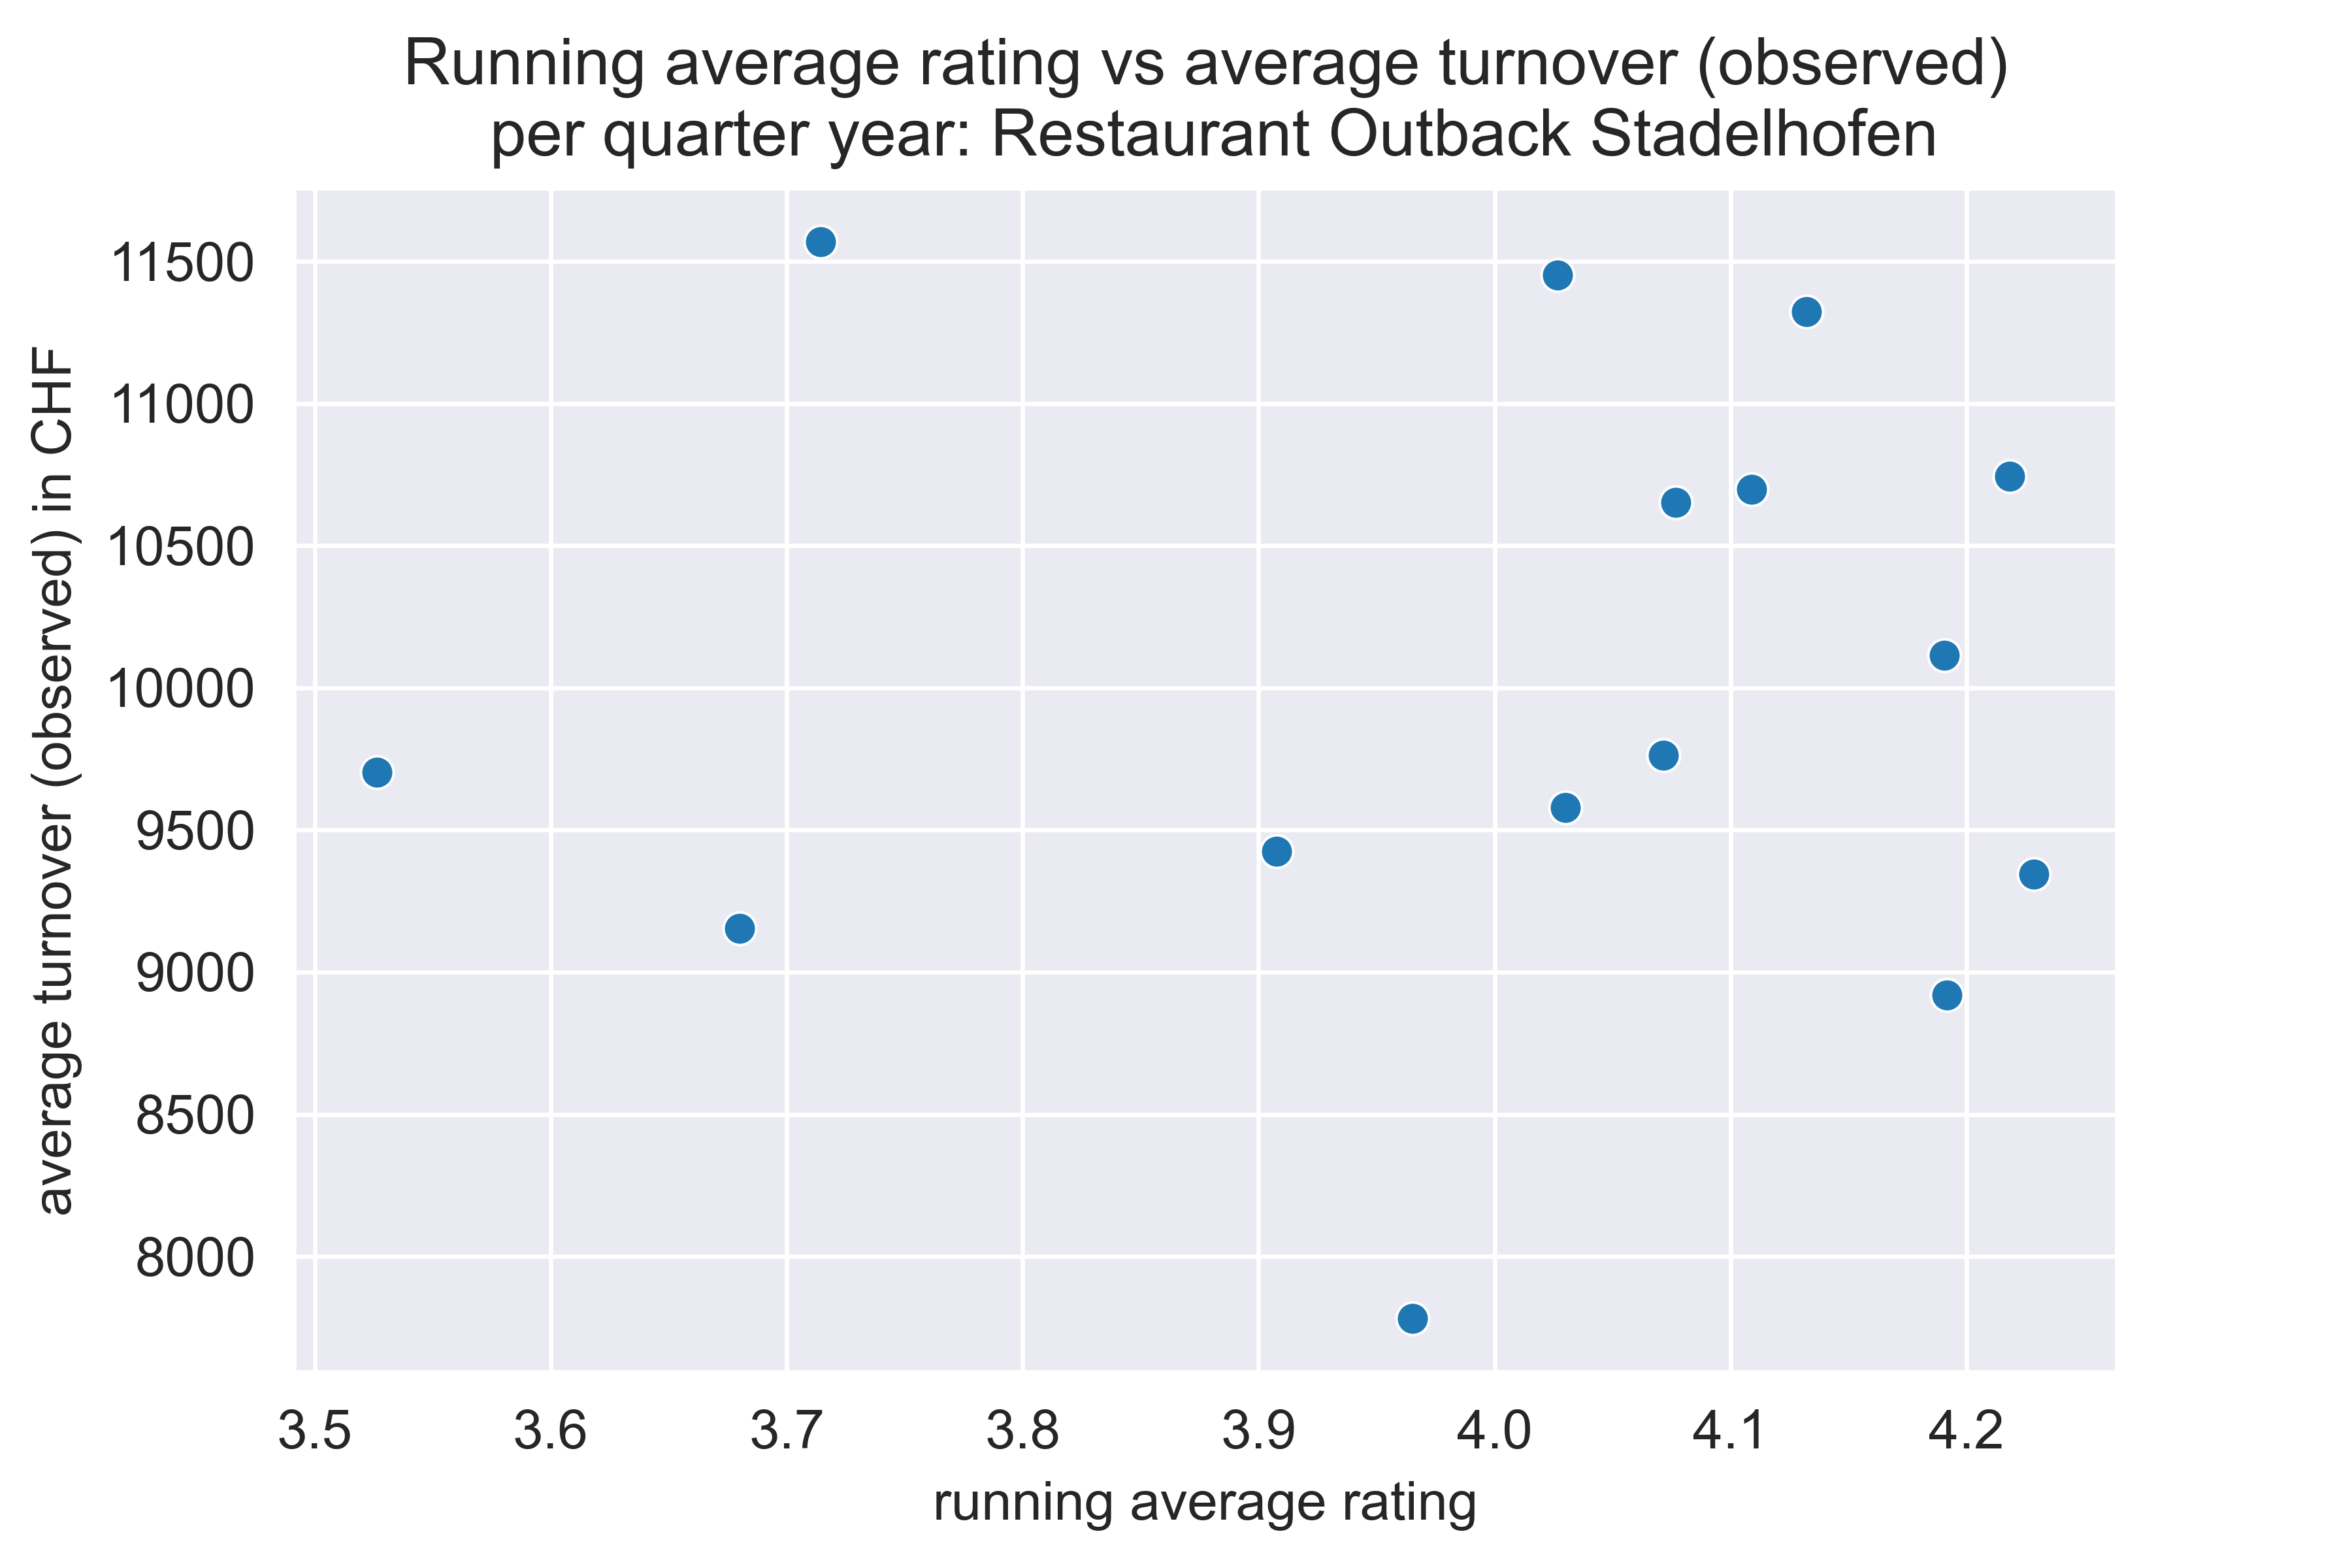 Running average rating vs average turnover (observed)
per quarter year: Restaurant Outback Stadelhofen
average turnover (observed) in CHF
11500
11000
10500
10000
9500
9000
8500
8000
3.5 3.6 3.7 3.8 3.9 4.0 4.1 4.2
running average rating